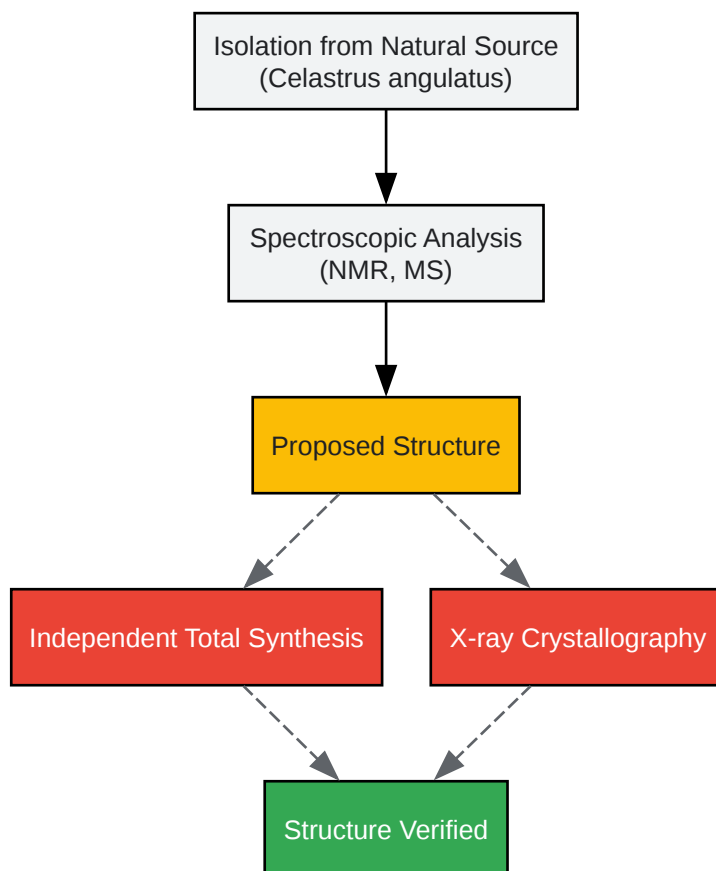 Isolation from Natural Source
(Celastrus angulatus)
Spectroscopic Analysis
(NMR, MS)
Proposed Structure
Independent Total Synthesis
X-ray Crystallography
Structure Verified